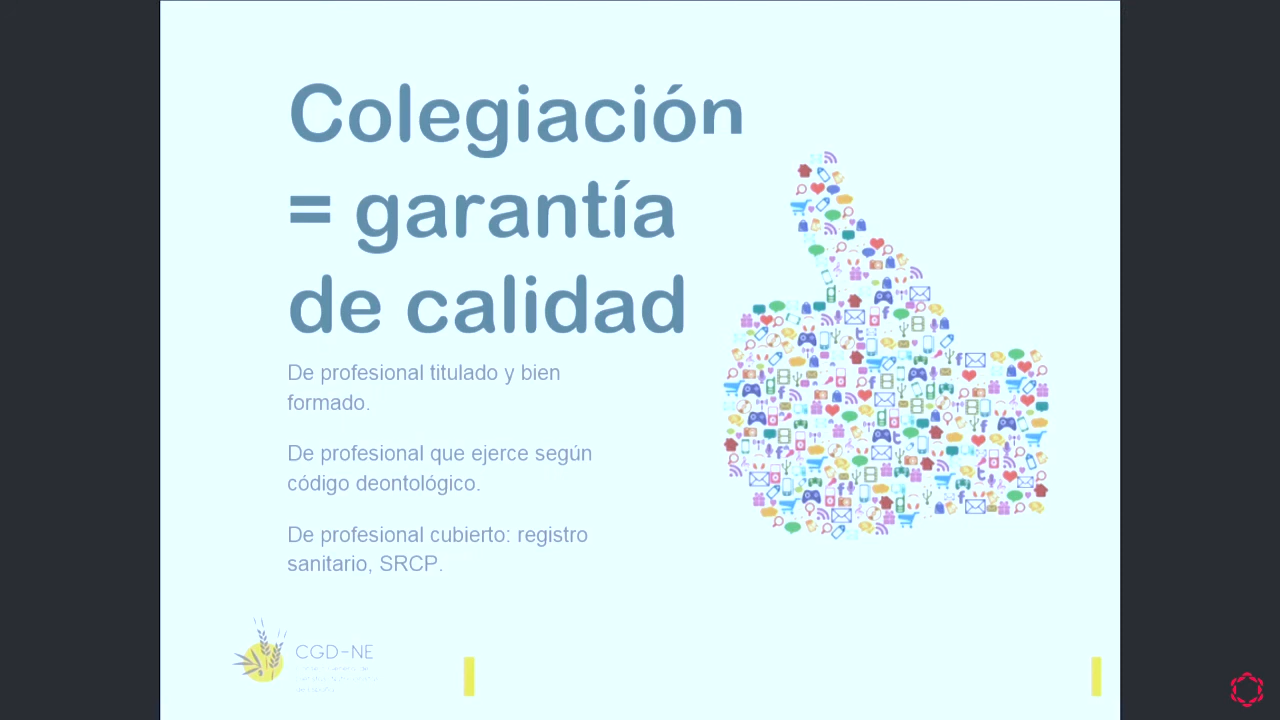 Colegiación
= garantía
de calidad
De profesional titulado y bien
formado.
De profesional que ejerce según
código deontológico.
De profesional cubierto: registro
sanitario, SRCP.
CGD-NE